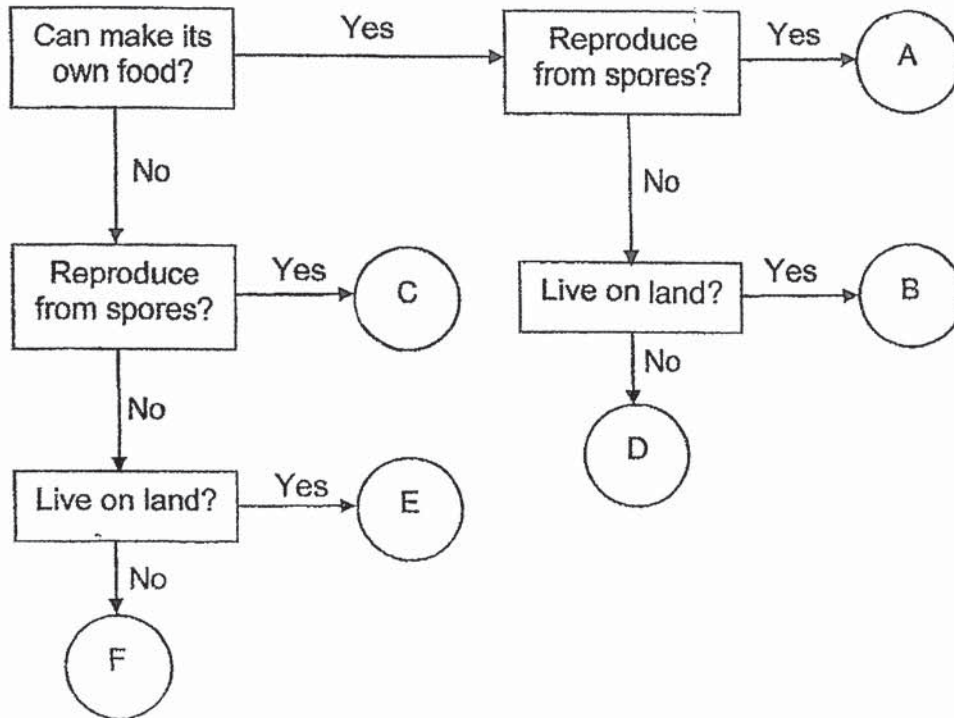 Can make its
own food?
Yes
Reproduce
from spores?
Yes
A
No
No
Reproduce
from spores?
Yes
C
Live on land?
Yes
B
No
No
D
Live on land?
Yes
E
No
F